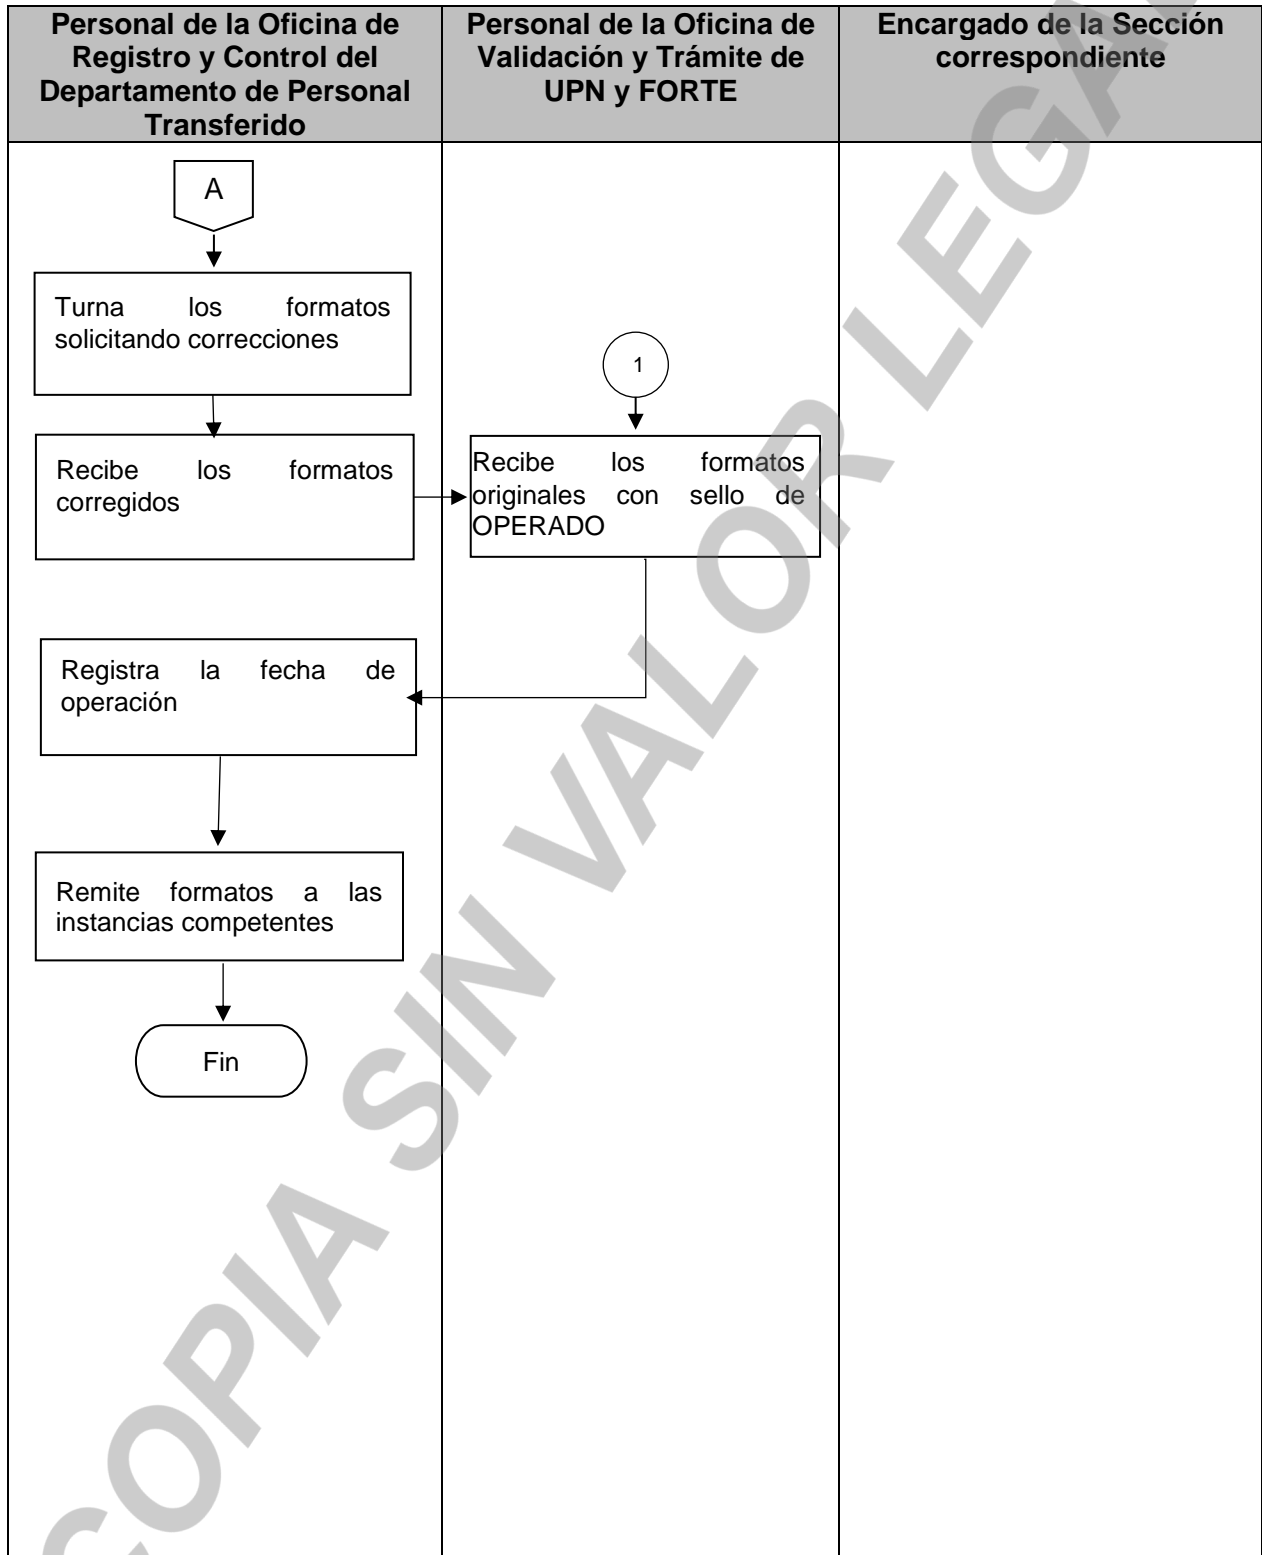 Personal de la Oficina de
Registro y Control del
Departamento de Personal
Transferido
Personal de la Oficina de
Validación y Trámite de
UPN y FORTE
Encargado de la Sección
correspondiente
A
Turna los formatos
solicitando correcciones
1
Recibe los formatos
corregidos
Recibe los formatos
originales con sello de
OPERADO
Registra la fecha de
operación
Remite formatos a las
instancias competentes
Fin
COPIA SIN VALOR LEGAL